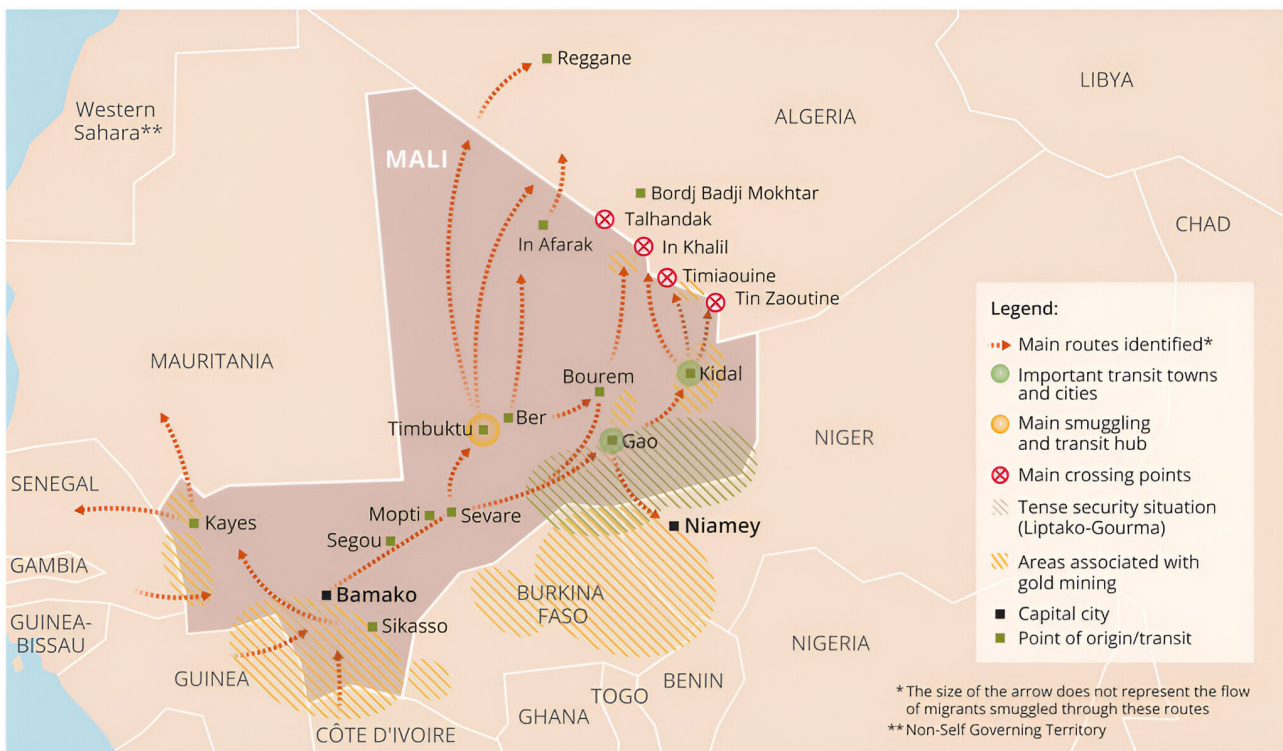 Reggane
LIBYA
Western
Sahara**
ALGERIA
MALI
Bordj Badji Mokhtar
Talhandak
CHAD
In Afarak
In Khalil
Timiaouine
Tin Zaoutine
MAURITANIA
Bourem
Kidal
Ber
Timbuktu
Gao
NIGER
SENEGAL
Kayes
Mopti
Sevare
Segou
Niamey
GAMBIA
Bamako
BURKINA
FASO
GUINEA-
BISSAU
Sikasso
NIGERIA
GUINEA
BENIN
TOGO
GHANA
CÔTE D'IVOIRE
Legend:
Main routes identified*
Important transit towns
and cities
Main smuggling
and transit hub
Main crossing points
Tense security situation
(Liptako-Gourma)
Areas associated with
gold mining
Capital city
Point of origin/transit
* The size of the arrow does not represent the flow
of migrants smuggled through these routes
** Non-Self Governing Territory